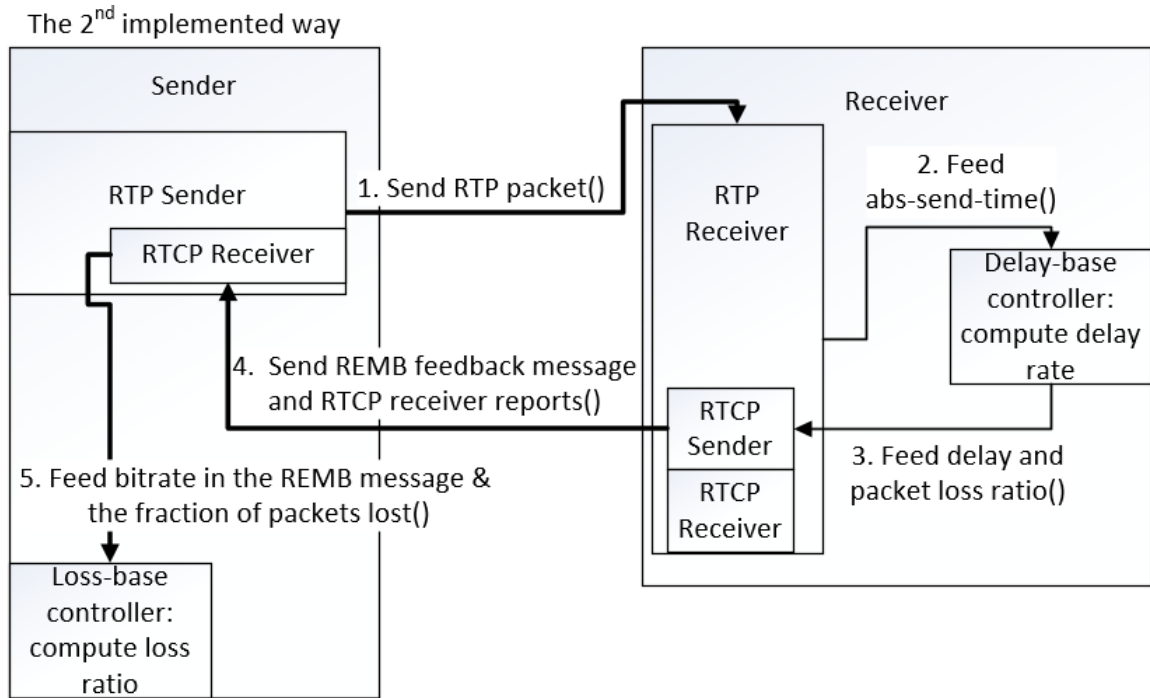 The 2nd implemented way
Sender
Receiver
RTP Sender
RTCP Receiver
1. Send RTP packet()
RTP
Receiver
2. Feed
abs-send-time()
Delay-base
controller:
compute delay
rate
4. Send REMB feedback message
and RTCP receiver reports()
RTCP
Sender
RTCP
Receiver
3. Feed delay and
packet loss ratio()
5. Feed bitrate in the REMB message &
the fraction of packets lost()
Loss-base
controller:
compute loss
ratio